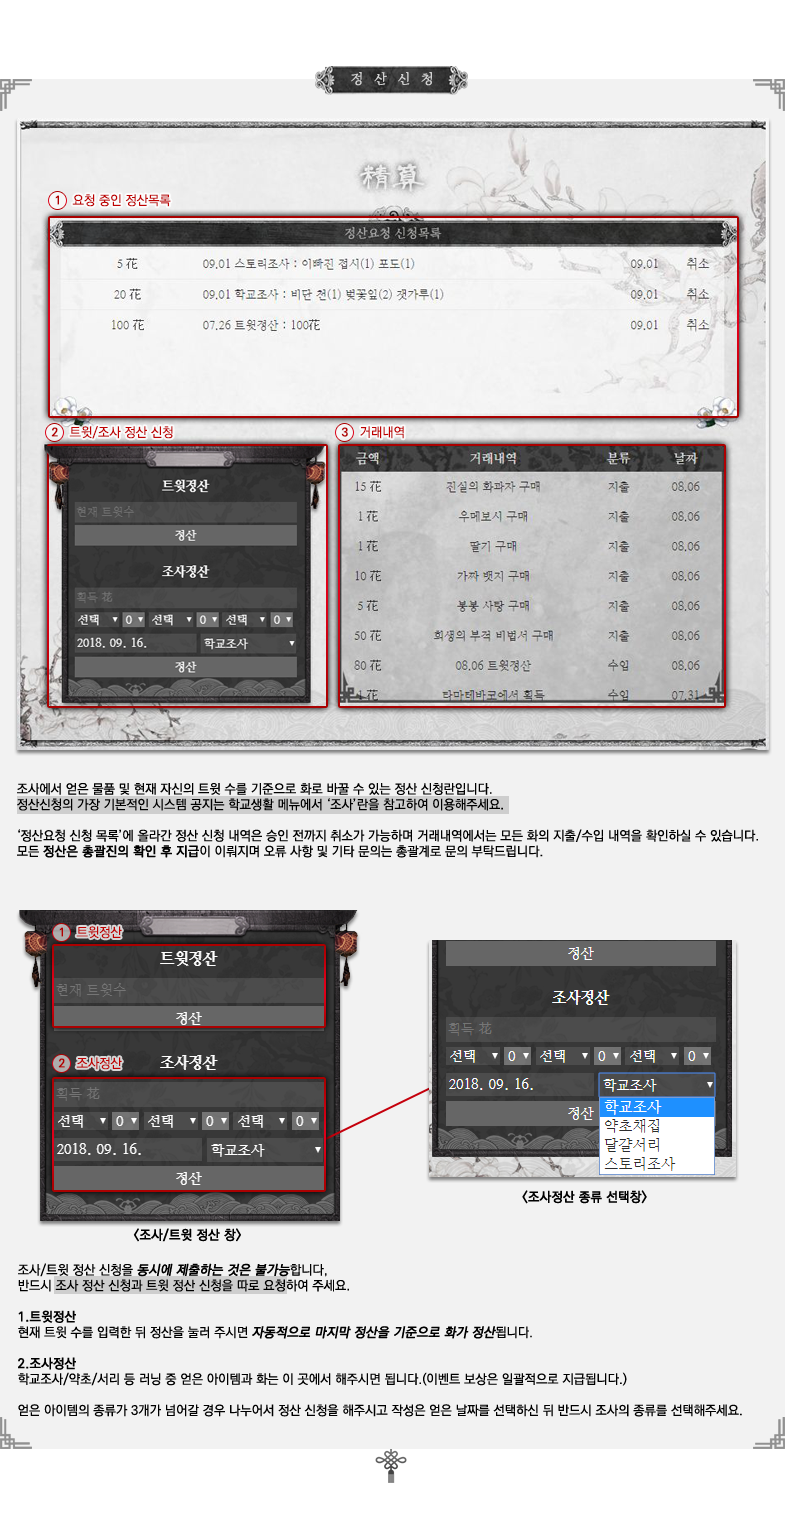 정산신청
精算
1 요청 중인 정산목록
정산요청 신청목록
5 花 09.01 스토리조사 : 이빠진 접시(1) 포도(1) 09.01 취소
20 花 09.01 학교조사 : 비단 천(1) 벚꽃잎(2) 캣가루(1) 09.01 취소
100 花 07.26 트윗정산 : 100花 09.01 취소
2 트윗/조사 정산 신청
트윗정산
현재 트윗수
정산
조사정산
획득 花
선택 0 선택 0 선택 0
2018. 09. 16. 학교조사
정산
3 거래내역
금액 거래내역 분류 날짜
15 花 진실의 화과자 구매 지출 08.06
1 花 우메보시 구매 지출 08.06
1 花 딸기 구매 지출 08.06
10 花 가짜 뱃지 구매 지출 08.06
5 花 봉봉 사탕 구매 지출 08.06
50 花 회생의 부적 비법서 구매 지출 08.06
80 花 08.06 트윗정산 수입 08.06
1 花 타마테바코에서 획득 수입 07.31
조사에서 얻은 물품 및 현재 자신의 트윗 수를 기준으로 화로 바꿀 수 있는 정산 신청란입니다.
정산신청의 가장 기본적인 시스템 공지는 학교생활 메뉴에서 ‘조사’란을 참고하여 이용해주세요.
‘정산요청 신청 목록’에 올라간 정산 신청 내역은 승인 전까지 취소가 가능하며 거래내역에서는 모든 화의 지출/수입 내역을 확인하실 수 있습니다.
모든 정산은 총괄진의 확인 후 지급이 이뤄지며 오류 사항 및 기타 문의는 총괄계로 문의 부탁드립니다.
1 트윗정산
트윗정산
현재 트윗수
정산
2 조사정산
조사정산
획득 花
선택 0 선택 0 선택 0
2018. 09. 16. 학교조사
정산
<조사/트윗 정산 창>
정산
조사정산
획득 花
선택 0 선택 0 선택 0
2018. 09. 16. 학교조사
정산
학교조사
약초채집
달걀서리
스토리조사
<조사정산 종류 선택창>
조사/트윗 정산 신청을 동시에 제출하는 것은 불가능합니다,
반드시 조사 정산 신청과 트윗 정산 신청을 따로 요청하여 주세요.
1.트윗정산
현재 트윗 수를 입력한 뒤 정산을 눌러 주시면 자동적으로 마지막 정산을 기준으로 화가 정산됩니다.
2.조사정산
학교조사/약초/서리 등 러닝 중 얻은 아이템과 화는 이 곳에서 해주시면 됩니다.(이벤트 보상은 일괄적으로 지급됩니다.)
얻은 아이템의 종류가 3개가 넘어갈 경우 나누어서 정산 신청을 해주시고 작성은 얻은 날짜를 선택하신 뒤 반드시 조사의 종류를 선택해주세요.